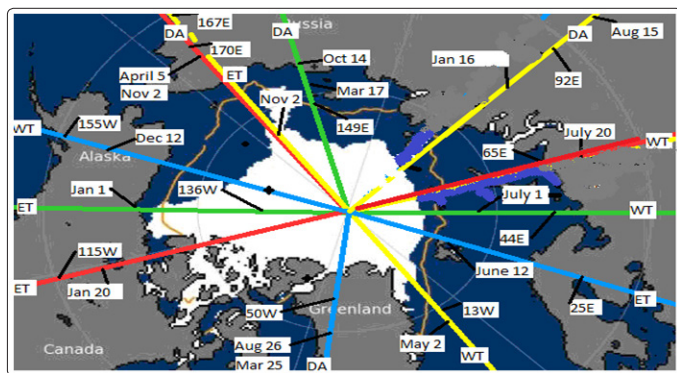 167E
Russia
DA
DA
DA
Aug 15
170E
Oct 14
April 5
ET
Jan 16
92E
Nov 2
Mar 17
Nov 2
155W
WT
149E
July 20
Dec 12
65E
WT
Alaska
Jan 1
136W
July 1
ET
WT
44E
115W
June 12
ET
Jan 20
25E
ET
50W
Greenland
13W
Canada
Aug 26
May 2
WT
Mar 25
DA